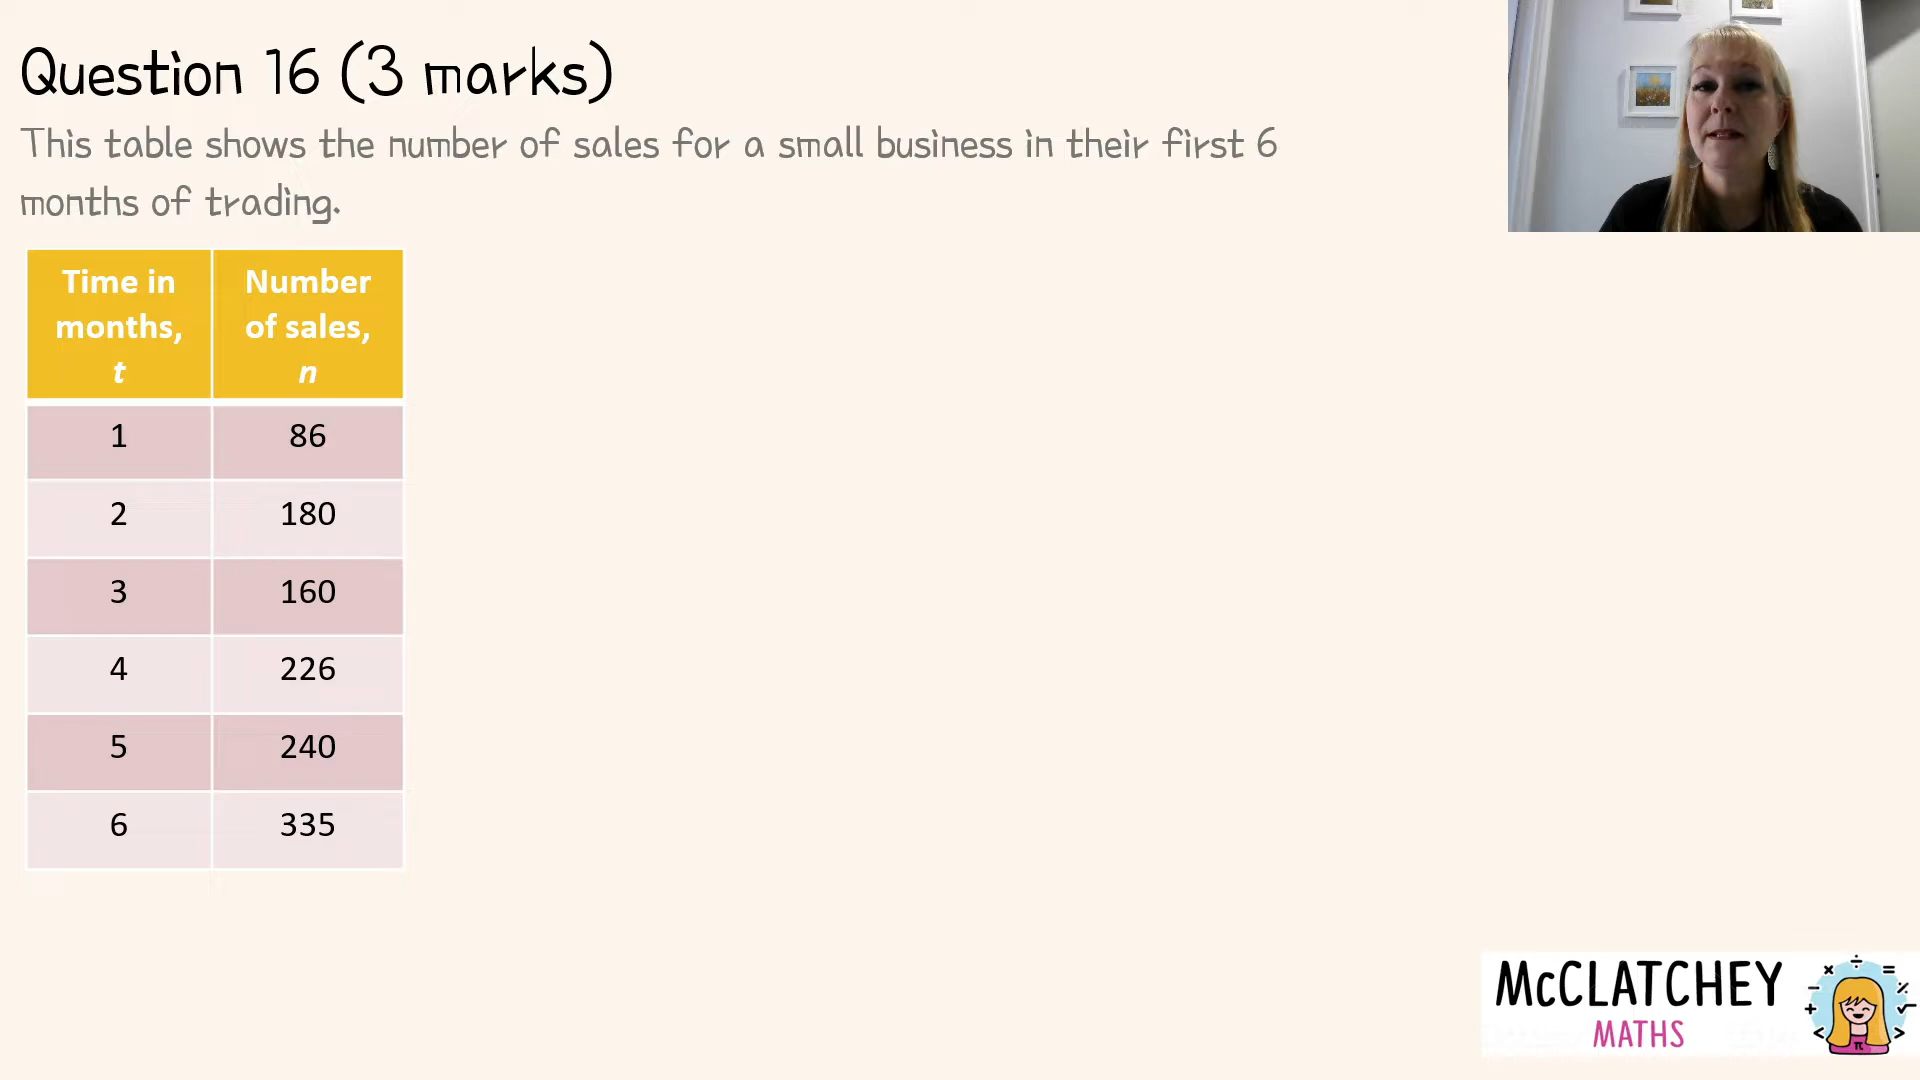 Question 16 (3 marks)
This table shows the number of sales for a small business in their first 6
months of trading.
Time in months, t	Number of sales, n
1	86
2	180
3	160
4	226
5	240
6	335
McCLATCHEY
MATHS